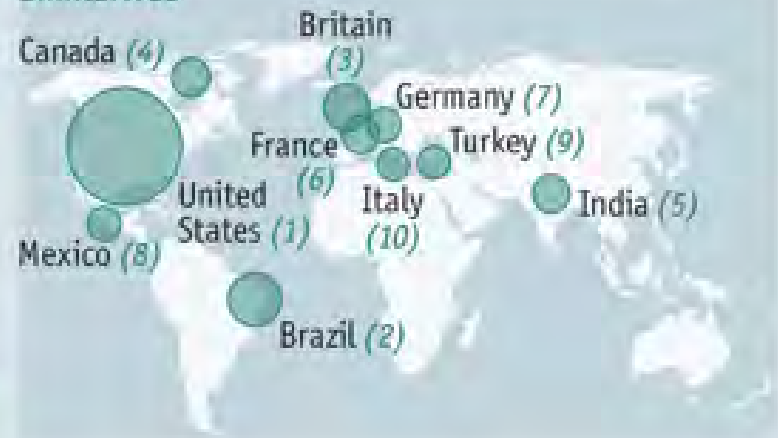 Britain
(3)
Canada (4)
Germany (7)
France
(6)
Turkey (9)
Italy
(10)
United
States (1)
India (5)
Mexico (8)
Brazil (2)